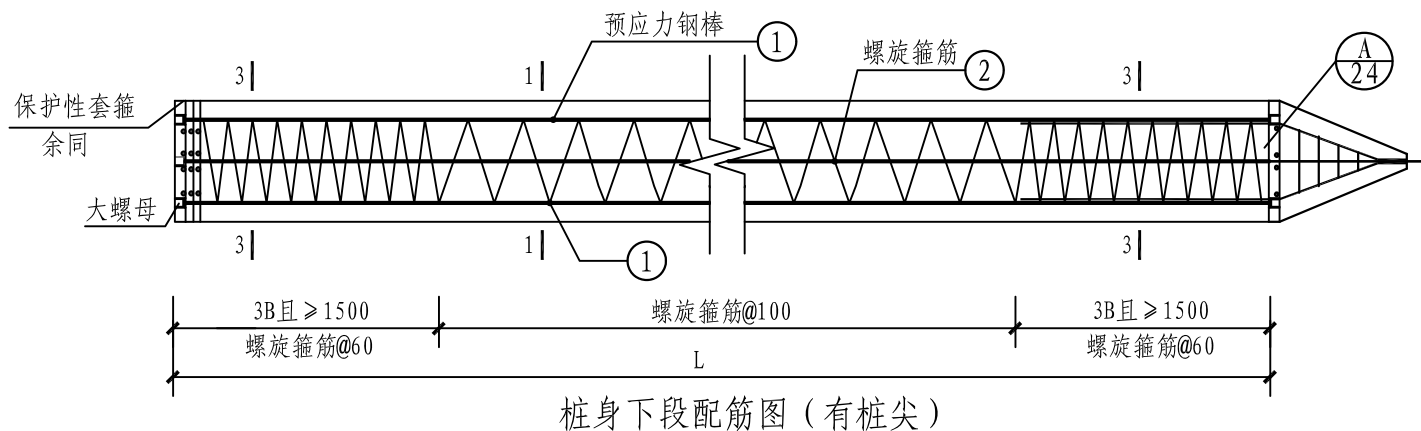 预应力钢棒
①
螺旋箍筋
②
A
24
3
1
3
保护性套箍
余同
大螺母
3
1
3
①
3B且≥1500
螺旋箍筋@100
3B且≥1500
螺旋箍筋@60
螺旋箍筋@60
L
桩身下段配筋图（有桩尖）